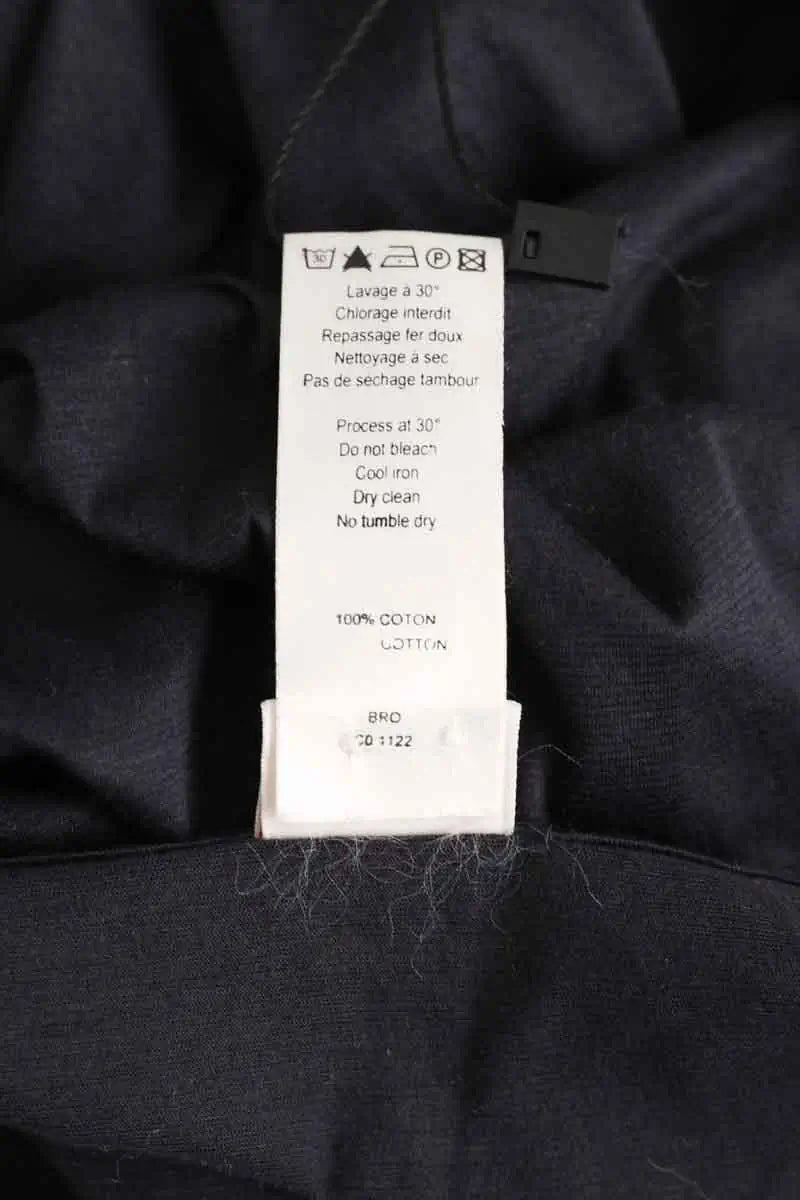 30
P
Lavage à 30°
Chlorage interdit
Repassage fer doux
Nettoyage à sec
Pas de séchage tambour
Process at 30°
Do not bleach
Cool iron
Dry clean
No tumble dry
100% COTON
COTTON
BRO
1122